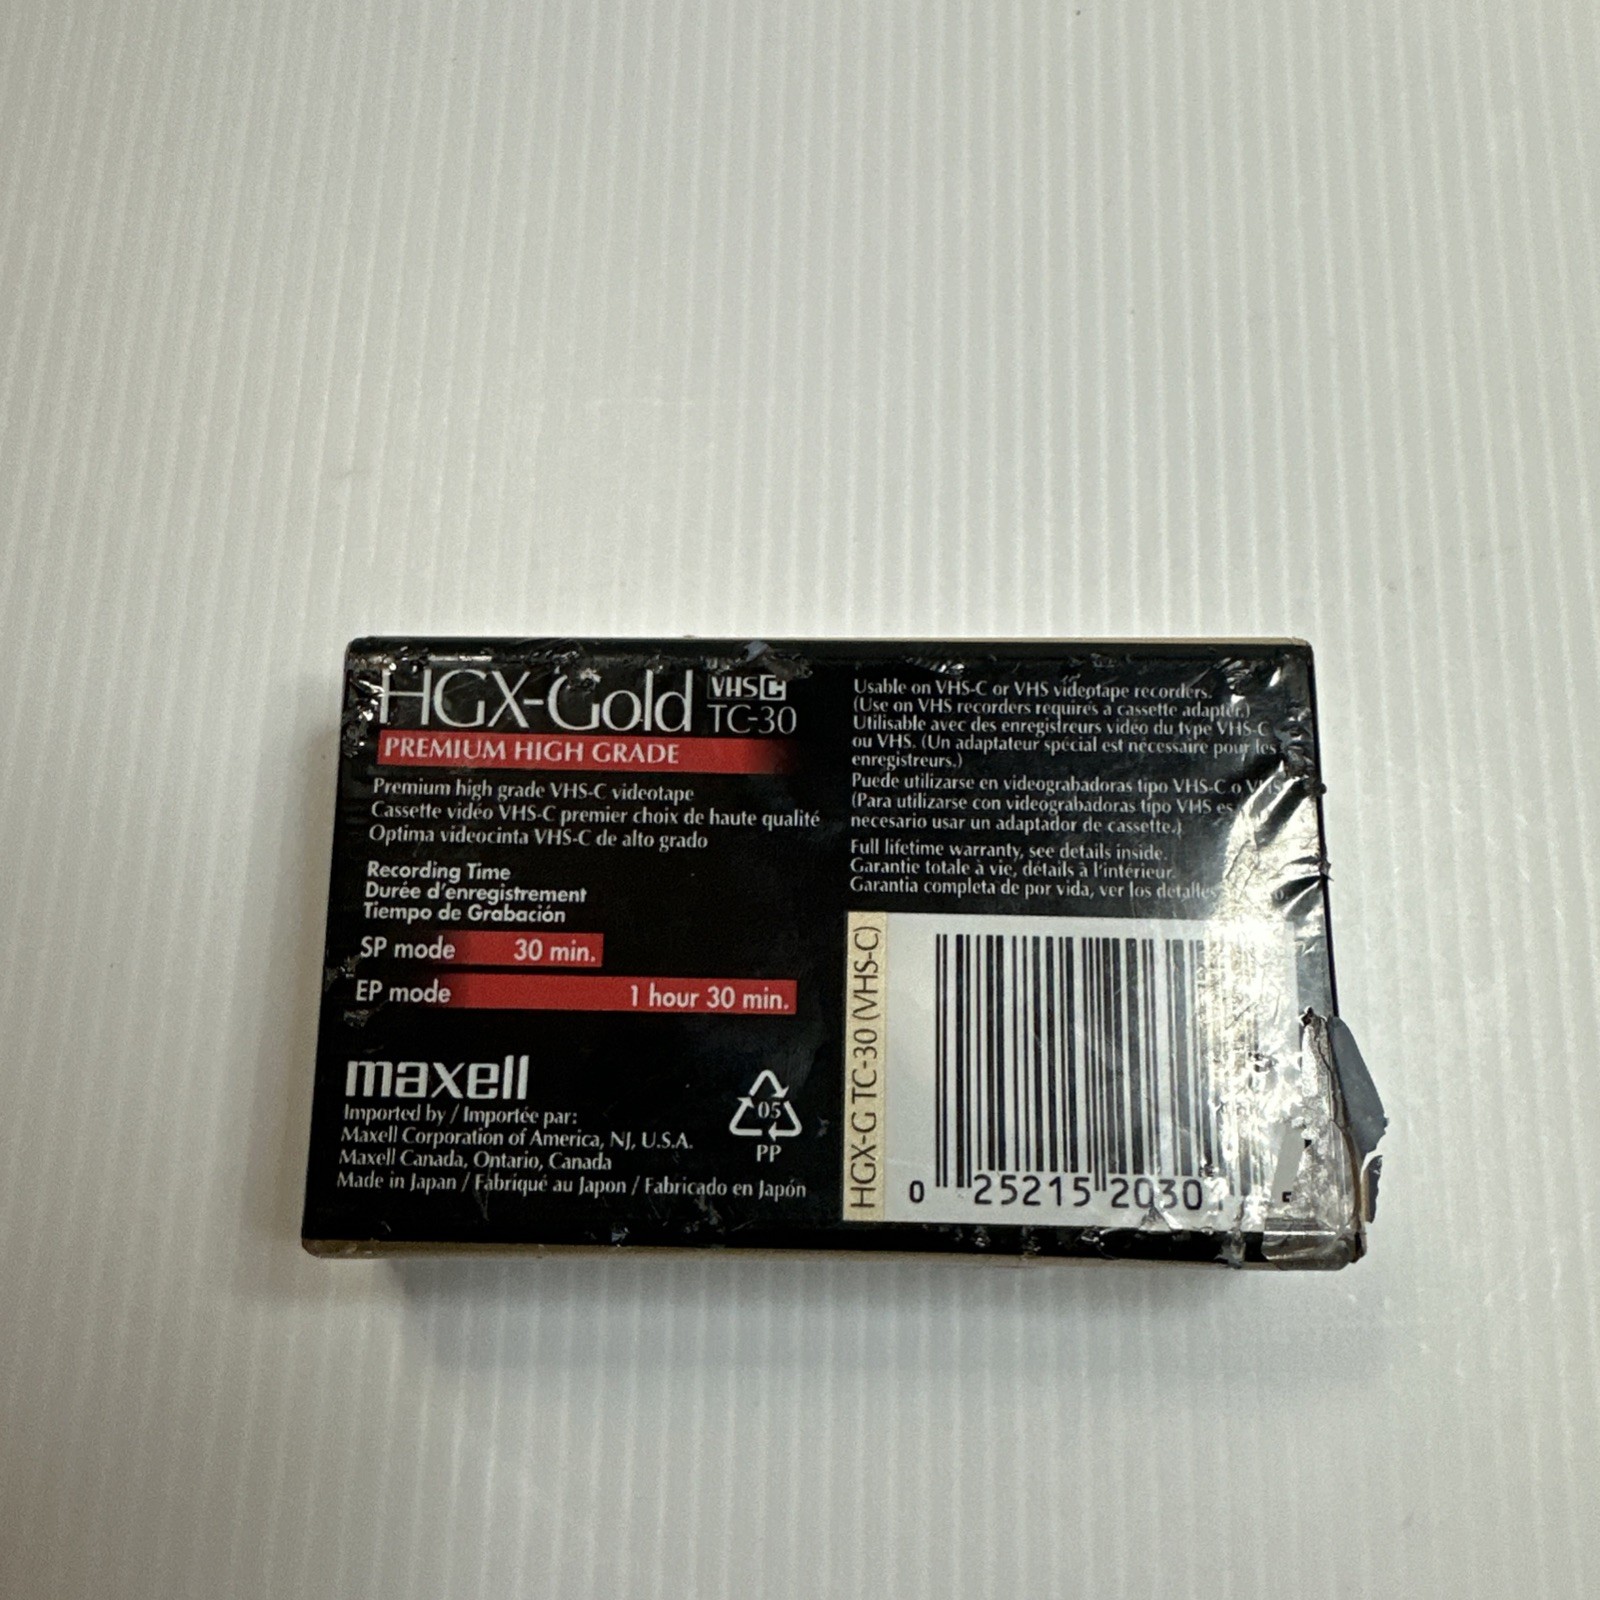 HGX-Gold VHSC
TC-30
PREMIUM HIGH GRADE
Premium high grade VHS-C videotape
Cassette vidéo VHS-C premier choix de haute qualité
Optima videocinta VHS-C de alto grado
Recording Time
Durée d'enregistrement
Tiempo de Grabación
SP mode 30 min.
EP mode 1 hour 30 min.
maxell
Imported by / Importée par:
Maxell Corporation of America, NJ, U.S.A.
Maxell Canada, Ontario, Canada
Made in Japan / Fabriqué au Japon / Fabricado en Japón
05
PP
Usable on VHS-C or VHS videotape recorders.
(Use on VHS recorders requires a cassette adapter.)
Utilisable avec des enregistreurs vidéo du type VHS-C
ou VHS. (Un adaptateur spécial est nécessaire pour les
enregistreurs.)
Puede utilizarse en videograbadoras tipo VHS-C o VHS
(Para utilizarse con videograbadoras tipo VHS es
necesario usar un adaptador de cassette.)
Full lifetime warranty, see details inside.
Garantie totale à vie, détails à l'intérieur.
Garantia completa de por vida, ver los detalles
HGX-G TC-30 (VHS-C)
0 25215 2030